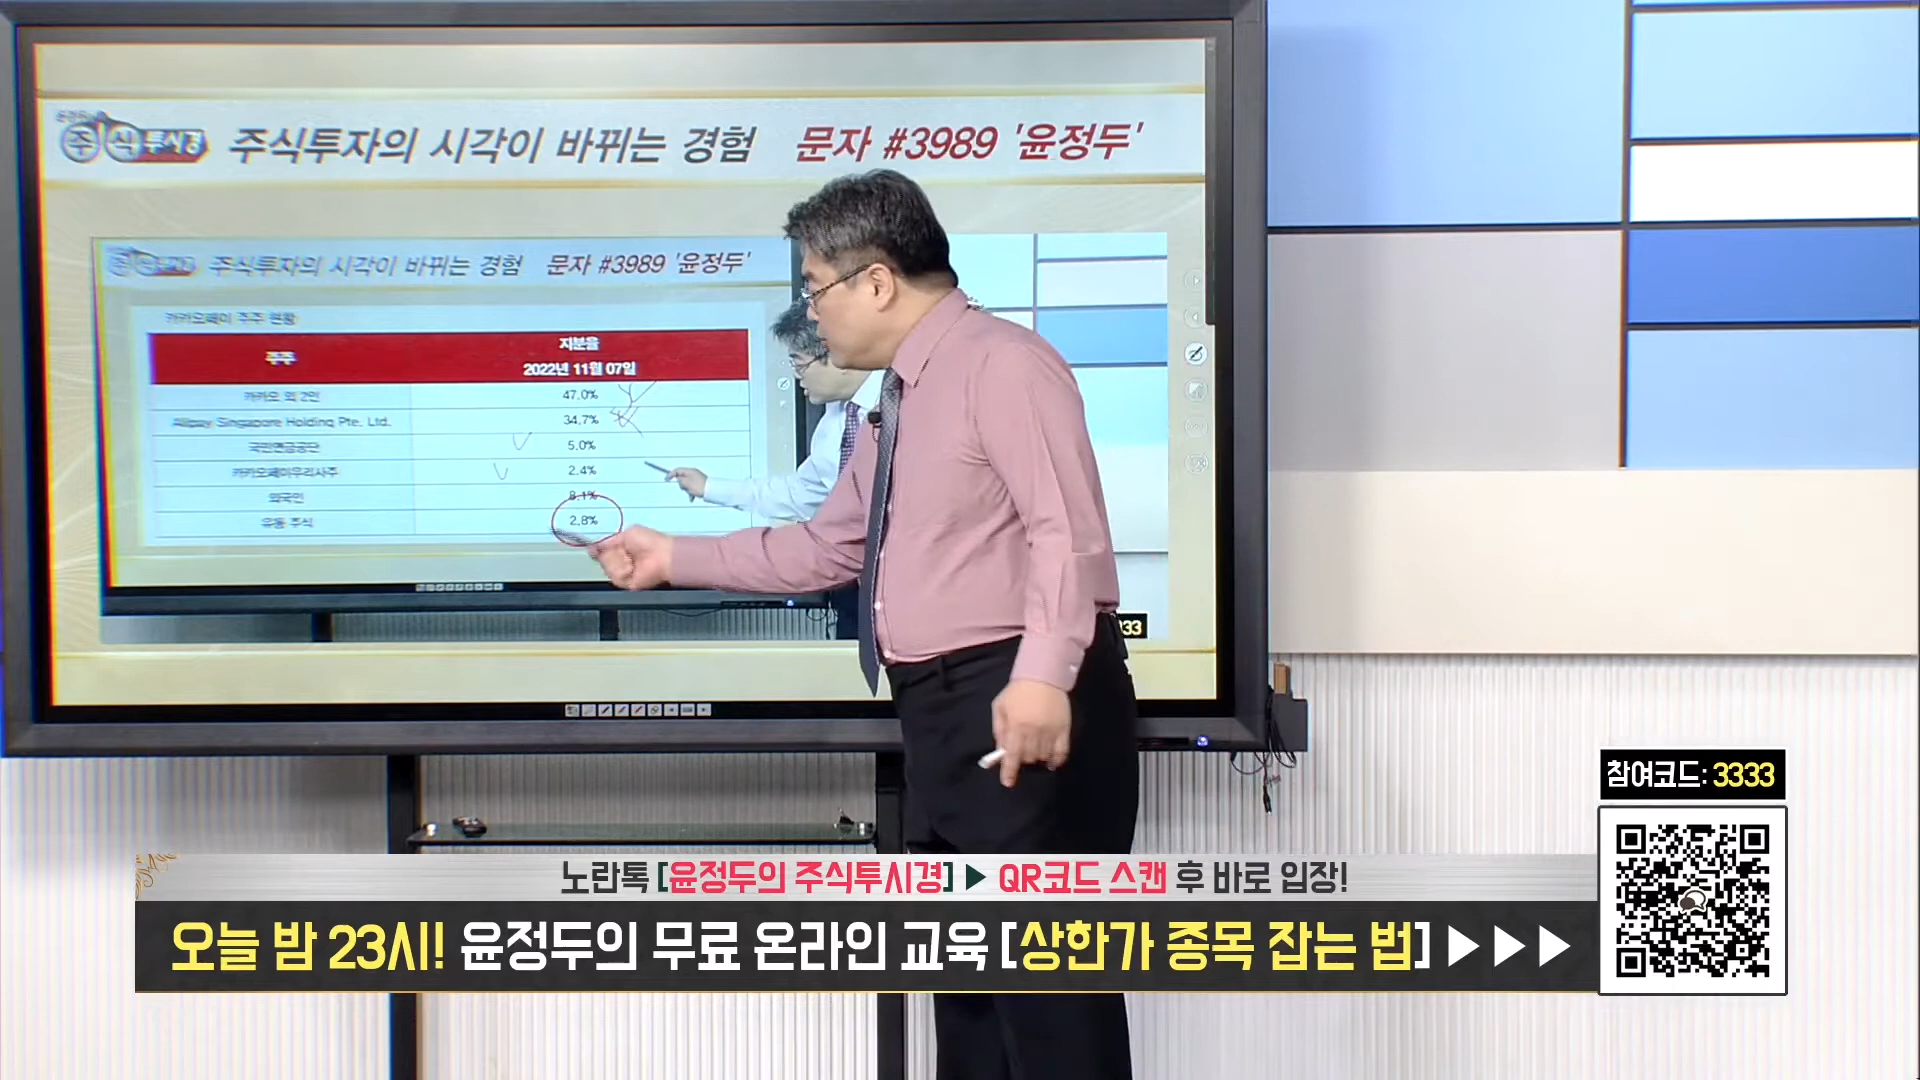 주식투시경 주식투자의 시각이 바뀌는 경험 문자 #3989 '윤정두'
주식투자의 시각이 바뀌는 경험 문자 #3989 '윤정두'
카카오페이 주주 현황
주주 지분율
2022년 11월 07일
카카오 외 2인 47.0%
Alipay Singapore Holding Pte. Ltd. 34.7%
국민연금공단 5.0%
카카오페이우리사주 2.4%
외국인 8.1%
유통 주식 2.8%
33
참여코드: 3333
노란톡 [윤정두의 주식투시경] ▶ QR코드 스캔 후 바로 입장!
오늘 밤 23시! 윤정두의 무료 온라인 교육 [상한가 종목 잡는 법] ▶▶▶